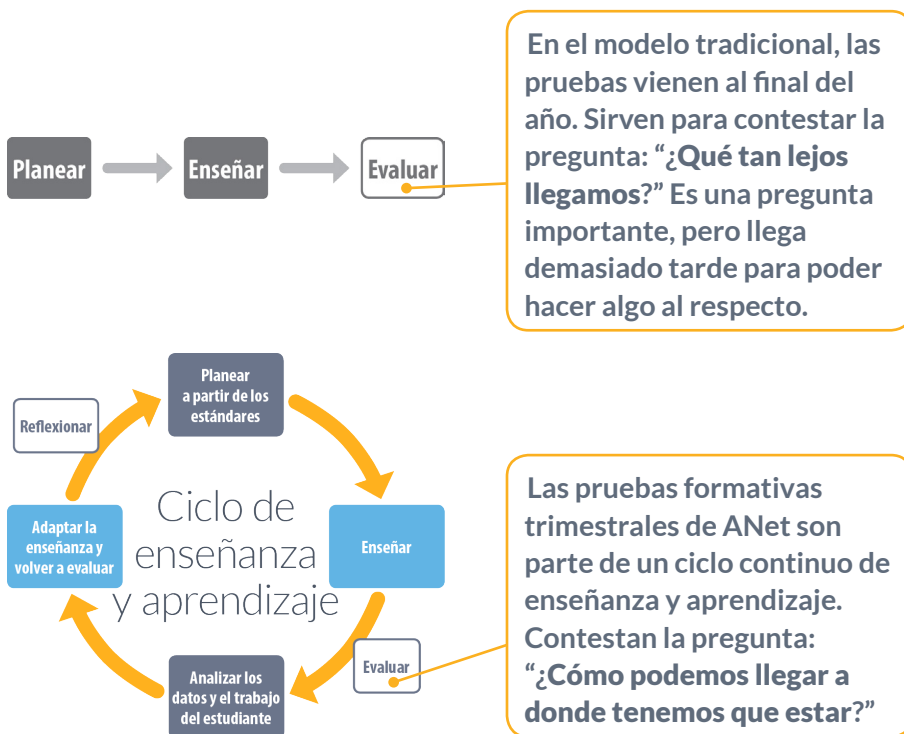 En el modelo tradicional, las
pruebas vienen al final del
año. Sirven para contestar la
pregunta: “¿Qué tan lejos
llegamos?” Es una pregunta
importante, pero llega
demasiado tarde para poder
hacer algo al respecto.
Planear
Enseñar
Evaluar
Planear
a partir de los
estándares
Reflexionar
Ciclo de
enseñanza
y aprendizaje
Adaptar la
enseñanza y
volver a evaluar
Enseñar
Evaluar
Analizar los
datos y el trabajo
del estudiante
Las pruebas formativas
trimestrales de ANet son
parte de un ciclo continuo de
enseñanza y aprendizaje.
Contestan la pregunta:
“¿Cómo podemos llegar a
donde tenemos que estar?”